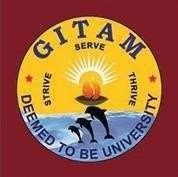 GITAM
STRIVE
SERVE
THRIVE
DEEMED TO BE UNIVERSITY